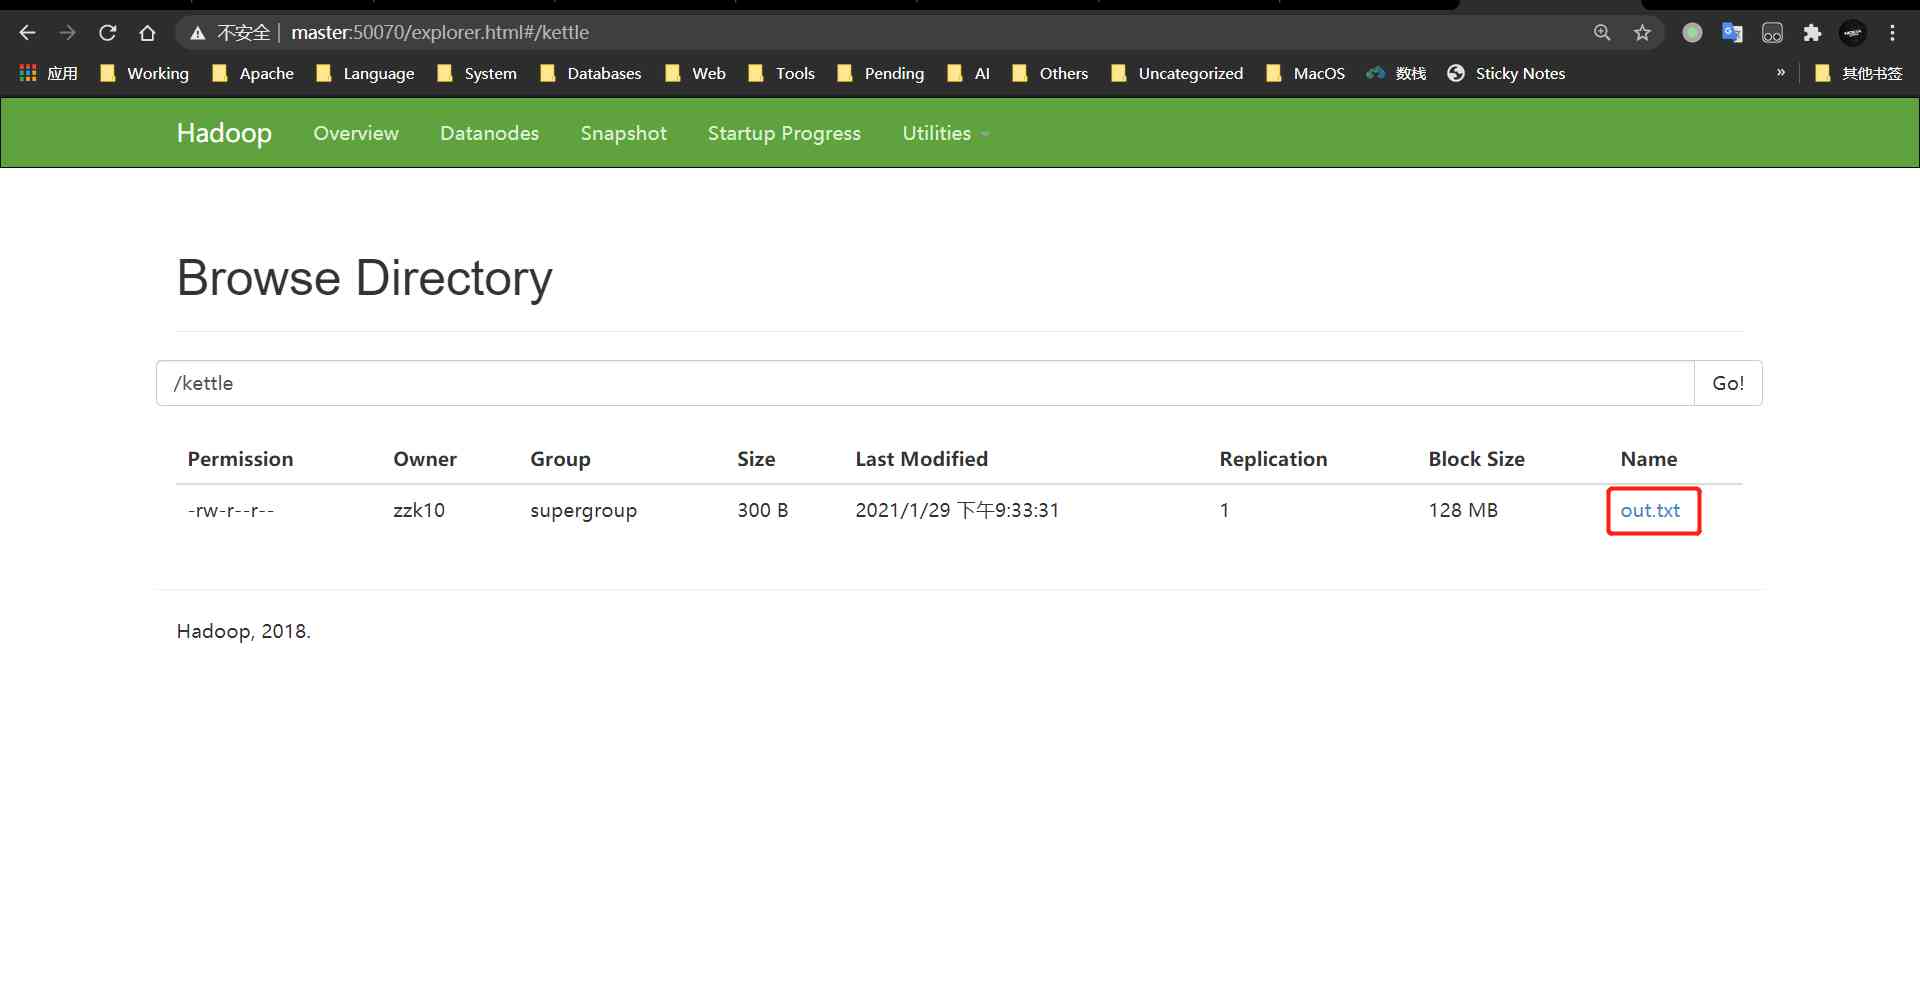 不安全 | master:50070/explorer.html#/kettle
应用 Working Apache Language System Databases Web Tools Pending AI Others Uncategorized MacOS 数栈 Sticky Notes » 其他书签
Hadoop Overview Datanodes Snapshot Startup Progress Utilities
Browse Directory
/kettle Go!
Permission Owner Group Size Last Modified Replication Block Size Name
-rw-r--r-- zzk10 supergroup 300 B 2021/1/29 下午9:33:31 1 128 MB out.txt
Hadoop, 2018.